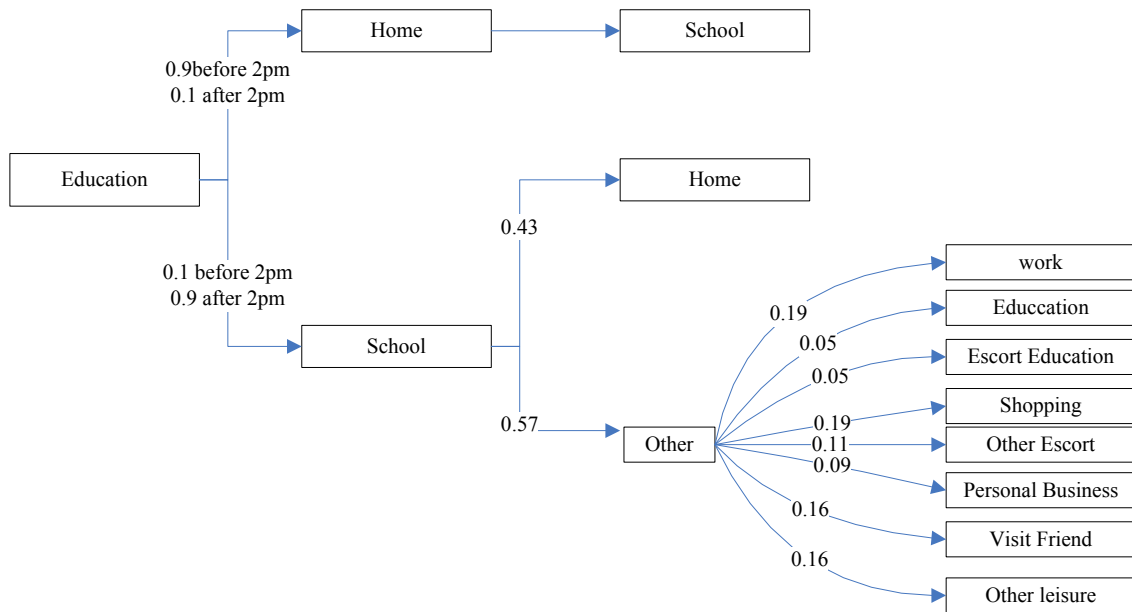 Home
School
0.9before 2pm
0.1 after 2pm
Education
Home
0.43
0.1 before 2pm
0.9 after 2pm
School
0.57
Other
0.19
work
0.05
Educcation
0.05
Escort Education
0.19
Shopping
0.11
Other Escort
0.09
Personal Business
0.16
Visit Friend
0.16
Other leisure